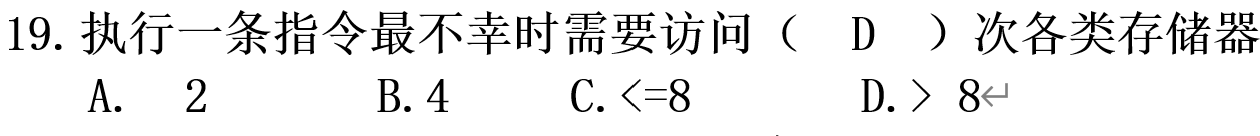 19. 执行一条指令最不幸时需要访问（ D ）次各类存储器
A. 2 B. 4 C. <=8 D. > 8↵